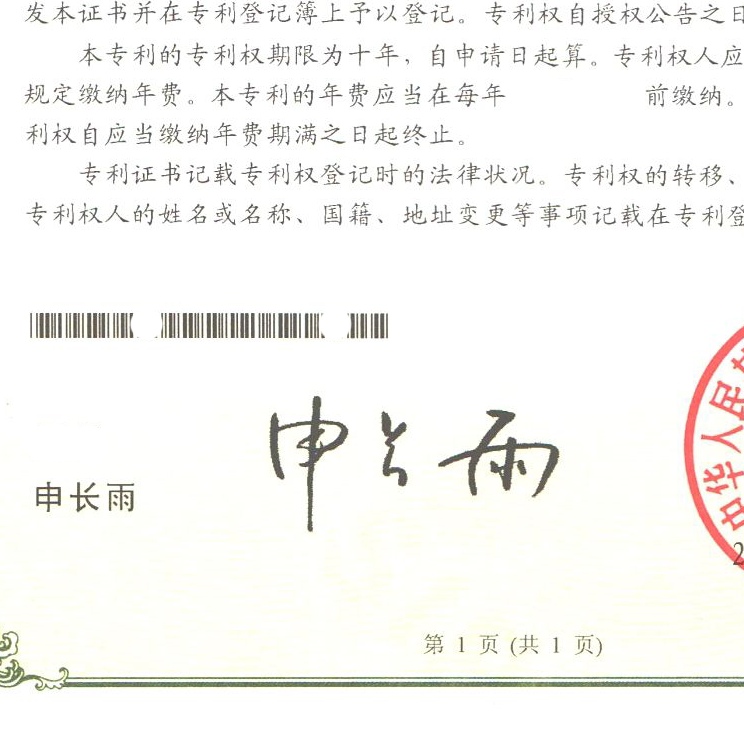 发本证书并在专利登记簿上予以登记。专利权自授权公告之日
本专利的专利权期限为十年，自申请日起算。专利权人应
规定缴纳年费。本专利的年费应当在每年 前缴纳。
利权自应当缴纳年费期满之日起终止。
专利证书记载专利权登记时的法律状况。专利权的转移、
专利权人的姓名或名称、国籍、地址变更等事项记载在专利登
申长雨
申长雨
中华人民
2
第 1 页 (共 1 页)